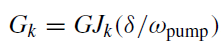 G_k = GJ_k(δ/ω_pump)